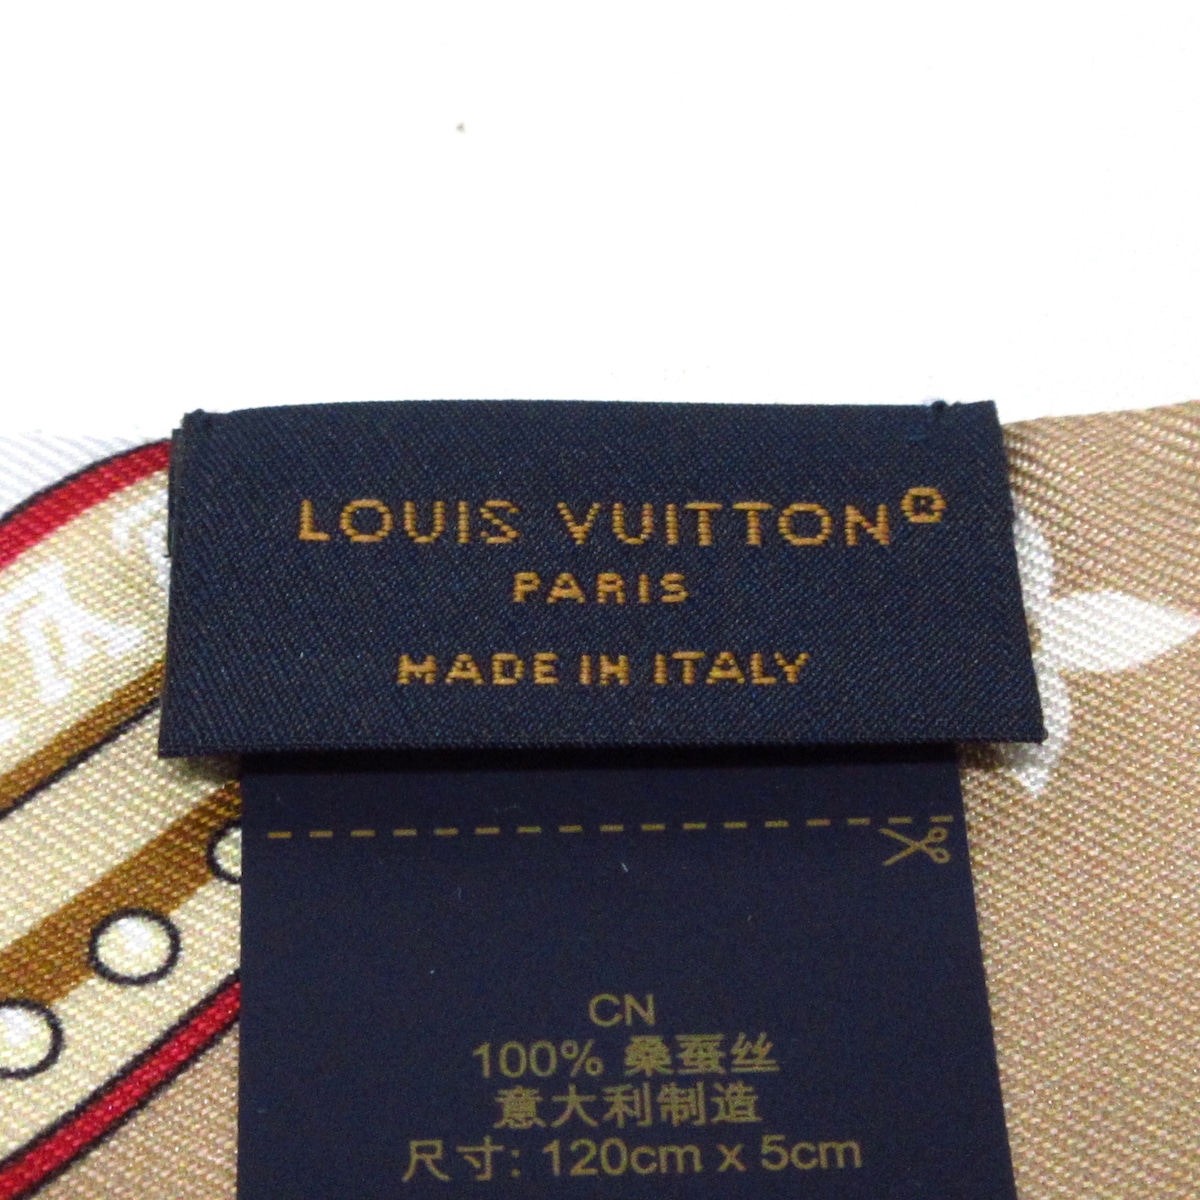 LOUIS VUITTON®
PARIS
MADE IN ITALY
CN
100% 桑蚕丝
意大利制造
尺寸: 120cm x 5cm